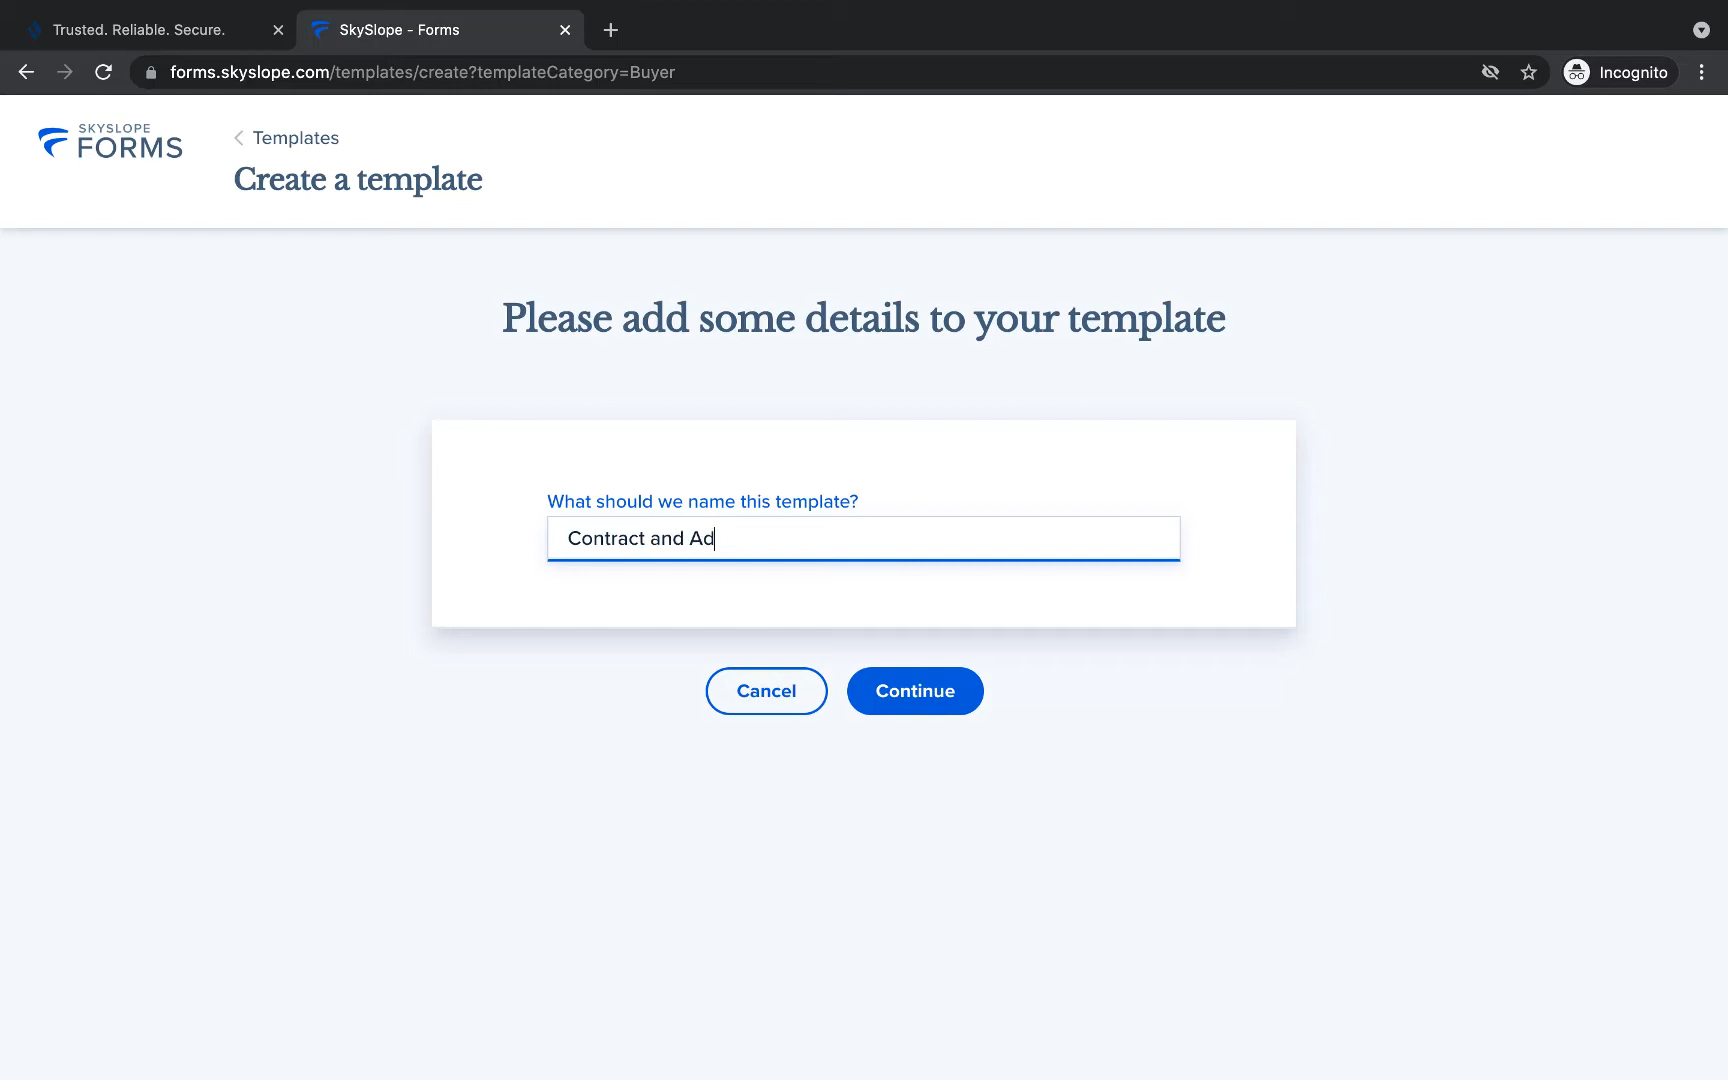 Trusted. Reliable. Secure.
SkySlope - Forms
forms.skyslope.com/templates/create?templateCategory=Buyer
Incognito
SKYSLOPE
FORMS
Templates
Create a template
Please add some details to your template
What should we name this template?
Contract and Ad
Cancel
Continue